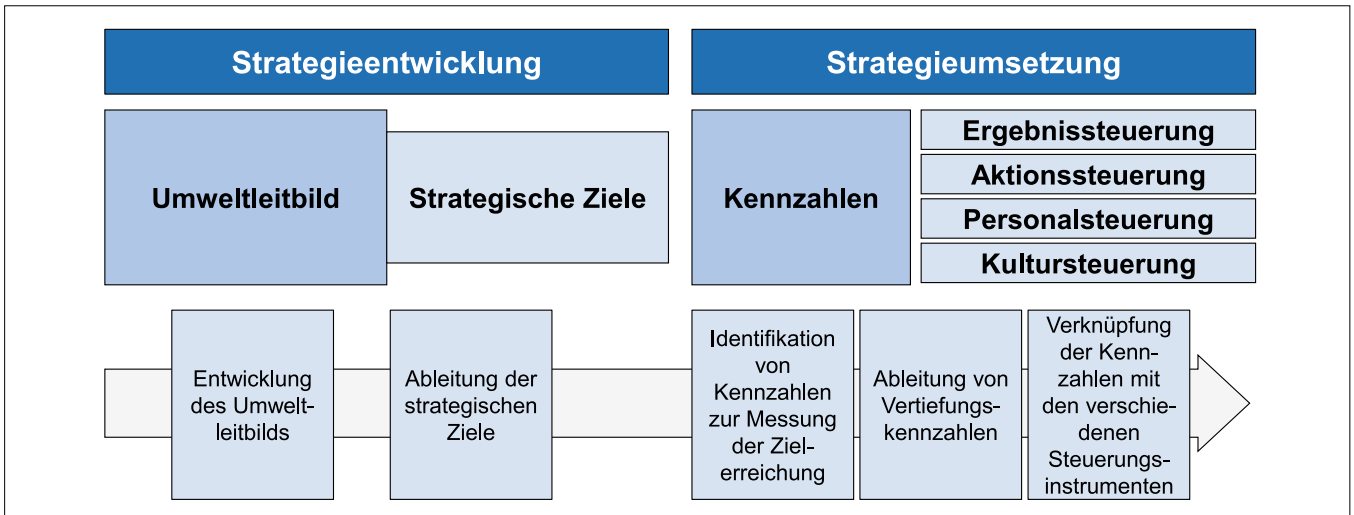 Strategieentwicklung
Strategieumsetzung
Umweltleitbild
Strategische Ziele
Kennzahlen
Ergebnissteuerung
Aktionssteuerung
Personalsteuerung
Kultursteuerung
Entwicklung
des Umwelt-
leitbilds
Ableitung der
strategischen
Ziele
Identifikation
von
Kennzahlen
zur Messung
der Ziel-
erreichung
Ableitung von
Vertiefungs-
kennzahlen
Verknüpfung
der Kenn-
zahlen mit
den verschie-
denen
Steuerungs-
instrumenten